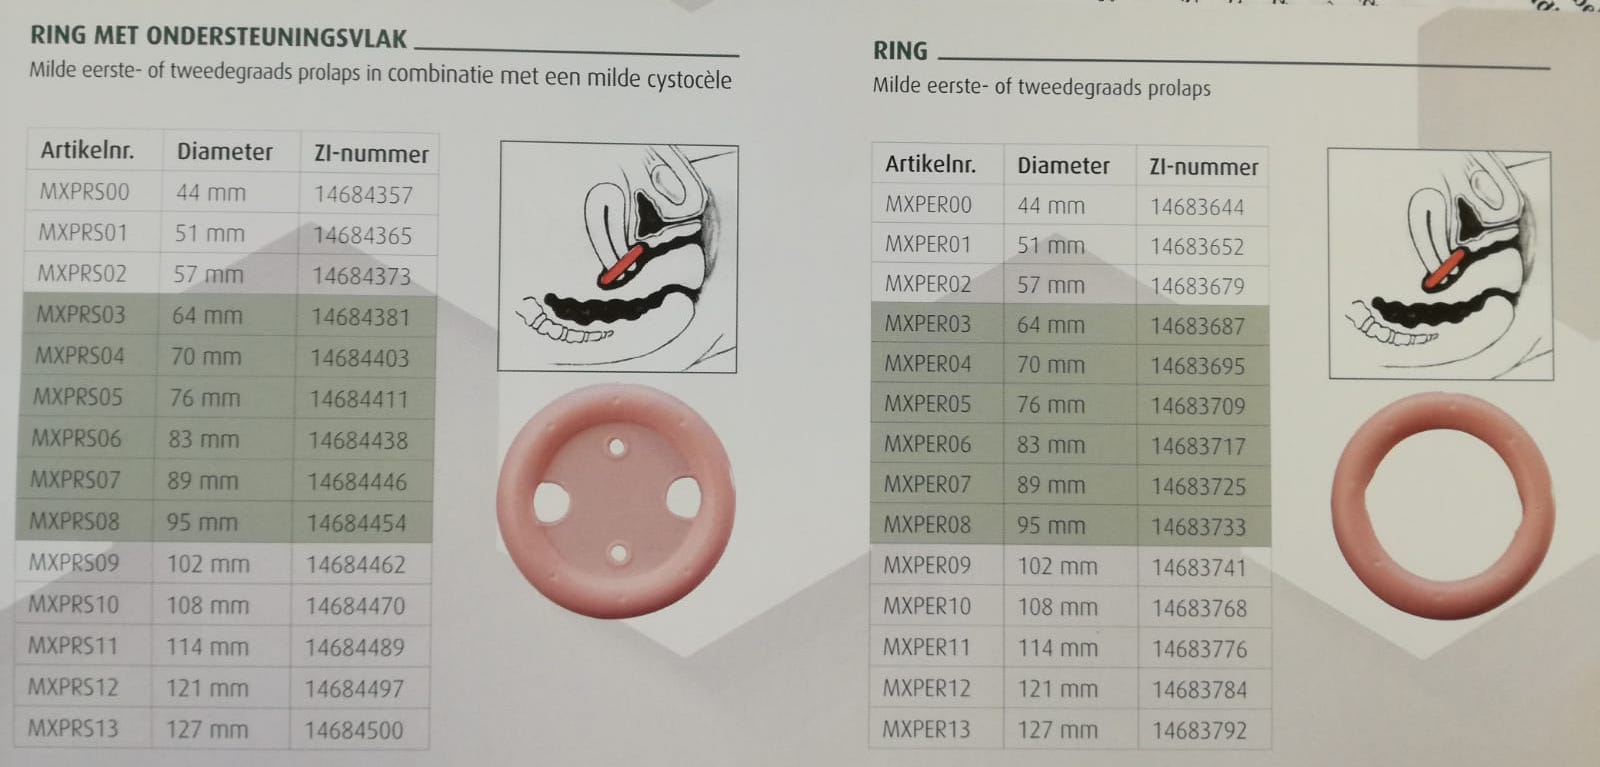 RING MET ONDERSTEUNINGSVLAK
Milde eerste- of tweedegraads prolaps in combinatie met een milde cystocèle
Artikelnr. Diameter ZI-nummer
MXPRS00 44 mm 14684357
MXPRS01 51 mm 14684365
MXPRS02 57 mm 14684373
MXPRS03 64 mm 14684381
MXPRS04 70 mm 14684403
MXPRS05 76 mm 14684411
MXPRS06 83 mm 14684438
MXPRS07 89 mm 14684446
MXPRS08 95 mm 14684454
MXPRS09 102 mm 14684462
MXPRS10 108 mm 14684470
MXPRS11 114 mm 14684489
MXPRS12 121 mm 14684497
MXPRS13 127 mm 14684500
RING
Milde eerste- of tweedegraads prolaps
Artikelnr. Diameter ZI-nummer
MXPER00 44 mm 14683644
MXPER01 51 mm 14683652
MXPER02 57 mm 14683679
MXPER03 64 mm 14683687
MXPER04 70 mm 14683695
MXPER05 76 mm 14683709
MXPER06 83 mm 14683717
MXPER07 89 mm 14683725
MXPER08 95 mm 14683733
MXPER09 102 mm 14683741
MXPER10 108 mm 14683768
MXPER11 114 mm 14683776
MXPER12 121 mm 14683784
MXPER13 127 mm 14683792